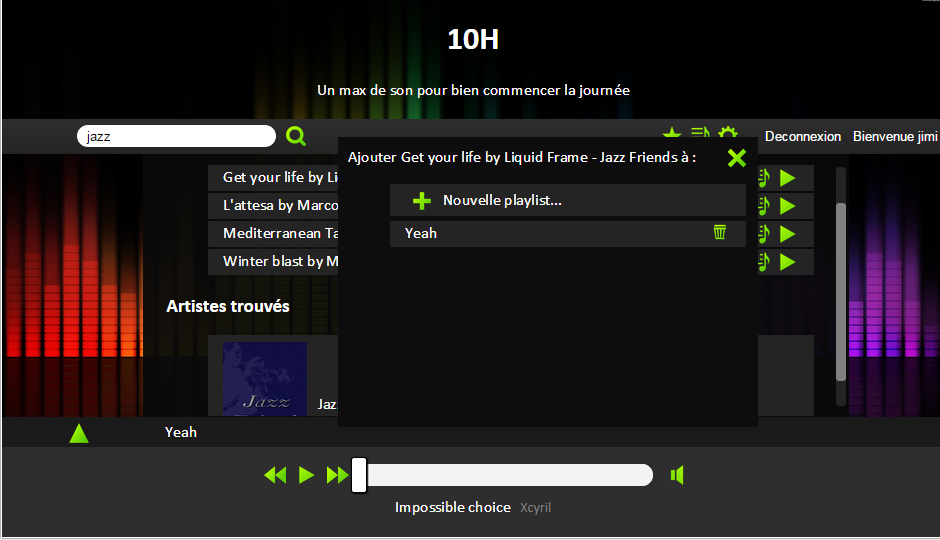 10H
Un max de son pour bien commencer la journée
jazz
Deconnexion Bienvenue jimi
Ajouter Get your life by Liquid Frame - Jazz Friends à :
Get your life by
Nouvelle playlist...
L'attesa by Marco
Yeah
Mediterranean
Winter blast by M
Artistes trouvés
Jazz
Jaz
Yeah
Impossible choice Xcyril